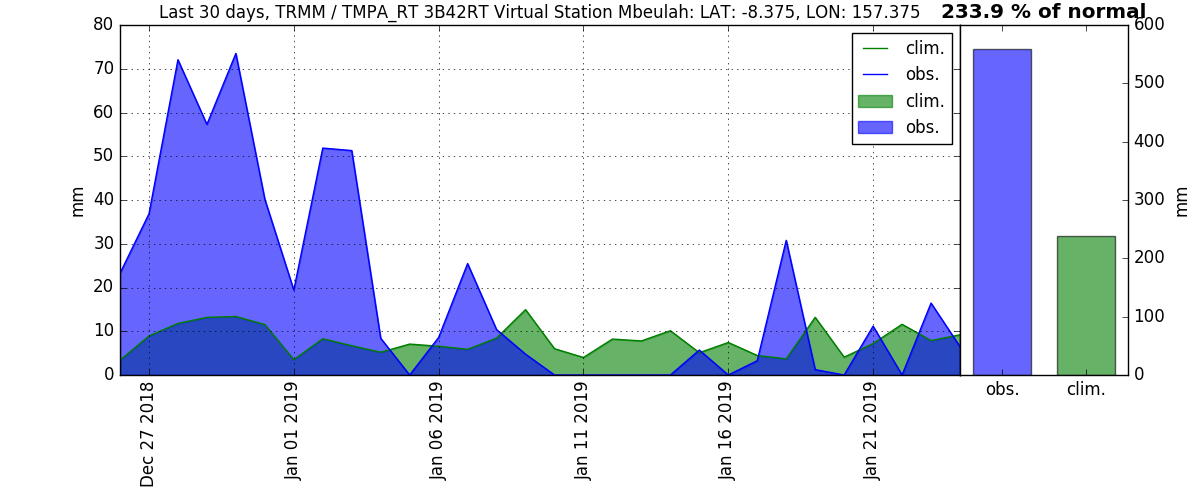 Last 30 days, TRMM / TMPA_RT 3B42RT Virtual Station Mbeulah: LAT: -8.375, LON: 157.375
233.9 % of normal
80
70
60
50
40
30
20
10
0
mm
clim.
obs.
clim.
obs.
Dec 27 2018
Jan 01 2019
Jan 06 2019
Jan 11 2019
Jan 16 2019
Jan 21 2019
600
500
400
300
200
100
0
mm
obs.
clim.